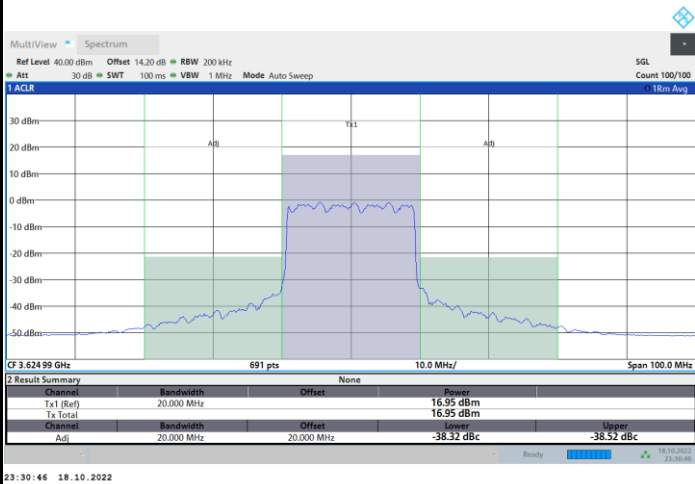 MultiView Spectrum
Ref Level 40.00 dBm Offset 14.20 dB RBW 200 kHz SGL
Att 30 dB SWT 100 ms VBW 1 MHz Mode Auto Sweep Count 100/100
1 ACLR 1Rm Avg
30 dBm
Tx1
20 dBm
Adj Adj
10 dBm
0 dBm
-10 dBm
-20 dBm
-30 dBm
-40 dBm
-50 dBm
CF 3.624 99 GHz 691 pts 10.0 MHz/ Span 100.0 MHz
2 Result Summary None
Channel Bandwidth Offset Power
Tx1 (Ref) 20.000 MHz 16.95 dBm
Tx Total 16.95 dBm
Channel Bandwidth Offset Lower Upper
Adj 20.000 MHz 20.000 MHz -38.32 dBc -38.52 dBc
Ready 18.10.2022
23:30:46
23:30:46 18.10.2022